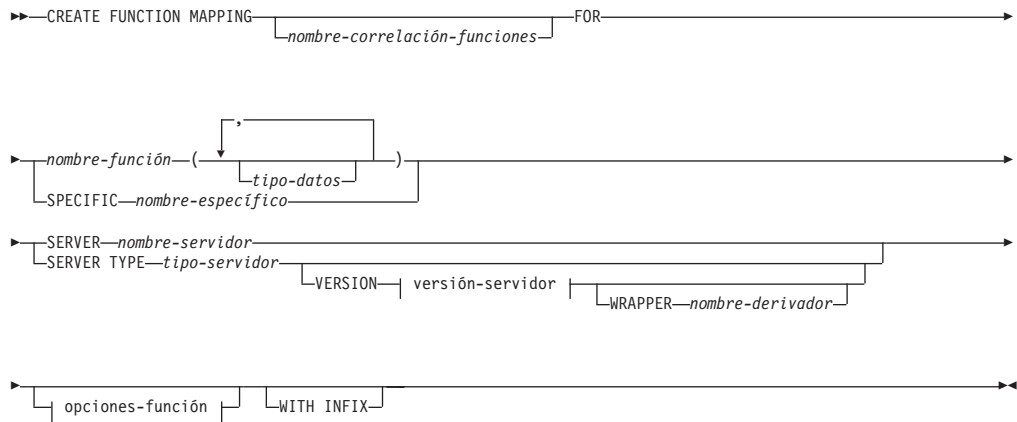 CREATE FUNCTION MAPPING FOR
nombre-correlación-funciones
,
nombre-función ( )
tipo-datos
SPECIFIC nombre-específico
SERVER nombre-servidor
SERVER TYPE tipo-servidor
VERSION versión-servidor
WRAPPER nombre-derivador
opciones-función WITH INFIX